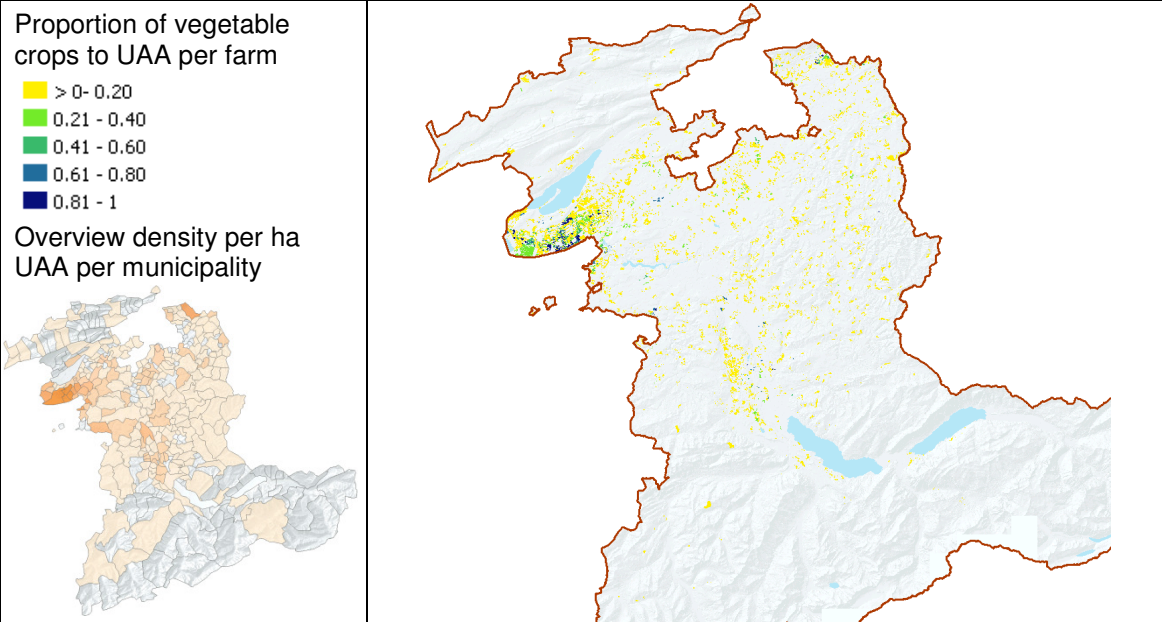 Proportion of vegetable
crops to UAA per farm
> 0- 0.20
0.21 - 0.40
0.41 - 0.60
0.61 - 0.80
0.81 - 1
Overview density per ha
UAA per municipality